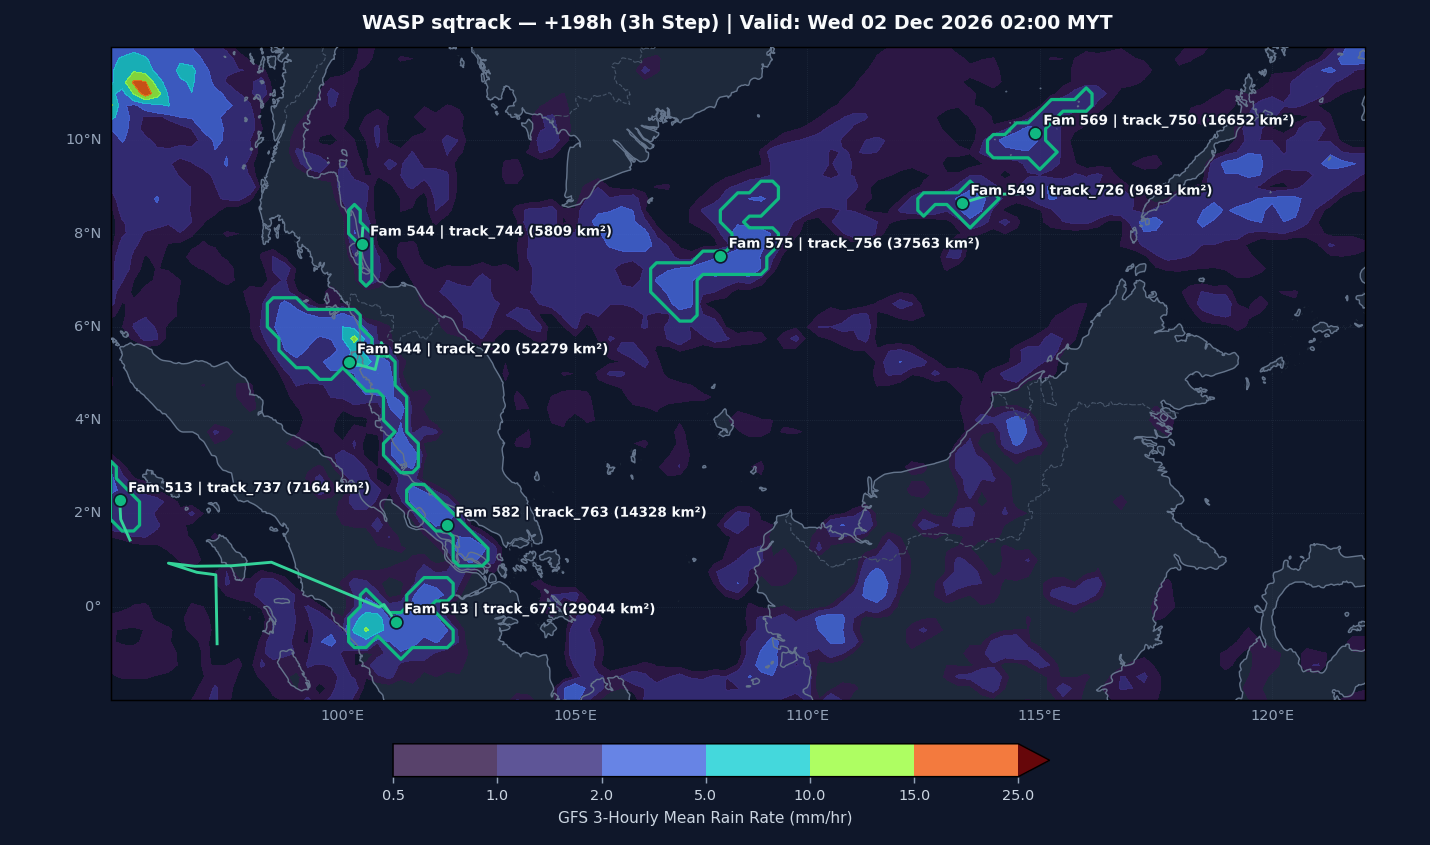 WASP sqtrack — +198h (3h Step) | Valid: Wed 02 Dec 2026 02:00 MYT
Fam 569 | track_750 (16652 km²)
10°N
Fam 549 | track_726 (9681 km²)
Fam 544 | track_744 (5809 km²)
8°N
Fam 575 | track_756 (37563 km²)
6°N
Fam 544 | track_720 (52279 km²)
4°N
Fam 513 | track_737 (7164 km²)
2°N
Fam 582 | track_763 (14328 km²)
0°
Fam 513 | track_671 (29044 km²)
100°E 105°E 110°E 115°E 120°E
0.5 1.0 2.0 5.0 10.0 15.0 25.0
GFS 3-Hourly Mean Rain Rate (mm/hr)